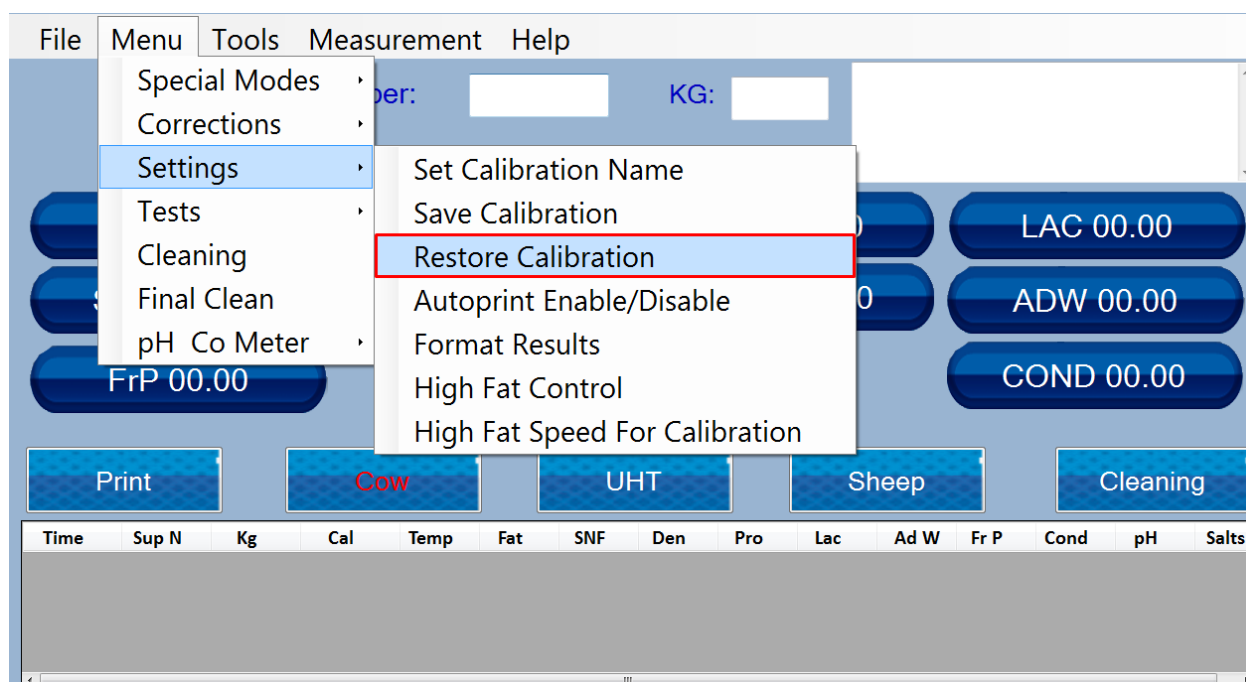 File Menu Tools Measurement Help
Special Modes
KG:
Corrections
Settings
Set Calibration Name
Tests
Save Calibration
LAC 00.00
Cleaning
Restore Calibration
Final Clean
Autoprint Enable/Disable
ADW 00.00
pH Co Meter
Format Results
FrP 00.00
High Fat Control
COND 00.00
High Fat Speed For Calibration
Print Cow UHT Sheep Cleaning
Time Sup N Kg Cal Temp Fat SNF Den Pro Lac Ad W Fr P Cond pH Salts